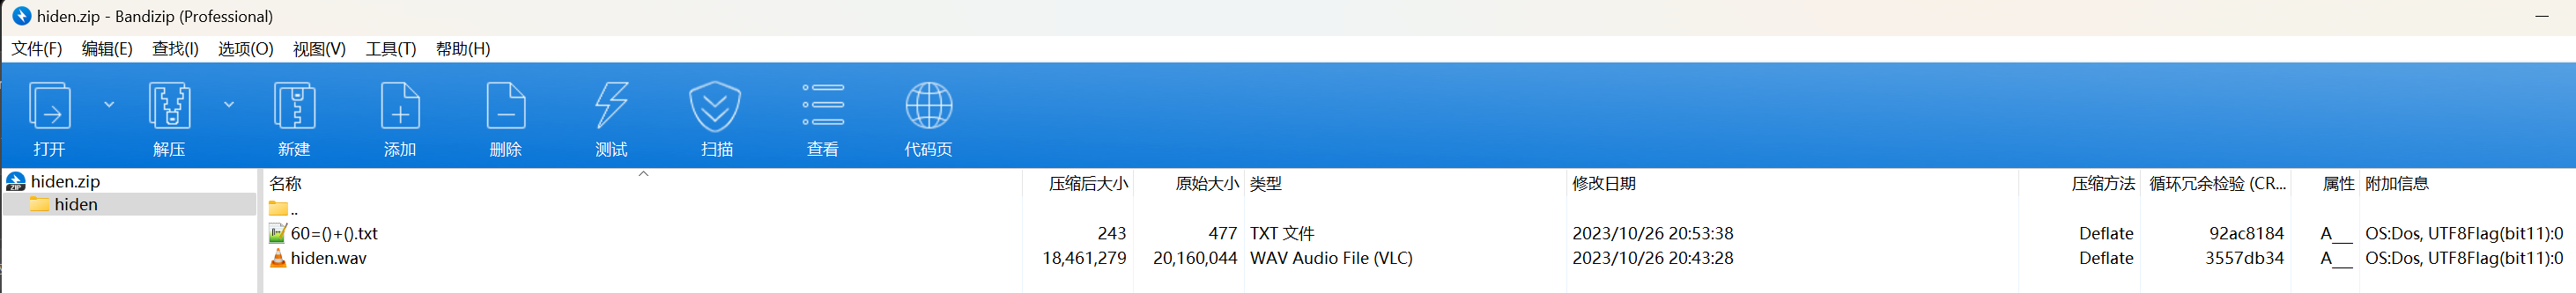 hiden.zip - Bandizip (Professional)
文件(F) 编辑(E) 查找(I) 选项(O) 视图(V) 工具(T) 帮助(H)
打开 解压 新建 添加 删除 测试 扫描 查看 代码页
hiden.zip
hiden
名称 压缩后大小 原始大小 类型 修改日期 压缩方法 循环冗余检验 (CR... 属性 附加信息
..
60=()+().txt 243 477 TXT 文件 2023/10/26 20:53:38 Deflate 92ac8184 A__ OS:Dos, UTF8Flag(bit11):0
hiden.wav 18,461,279 20,160,044 WAV Audio File (VLC) 2023/10/26 20:43:28 Deflate 3557db34 A__ OS:Dos, UTF8Flag(bit11):0